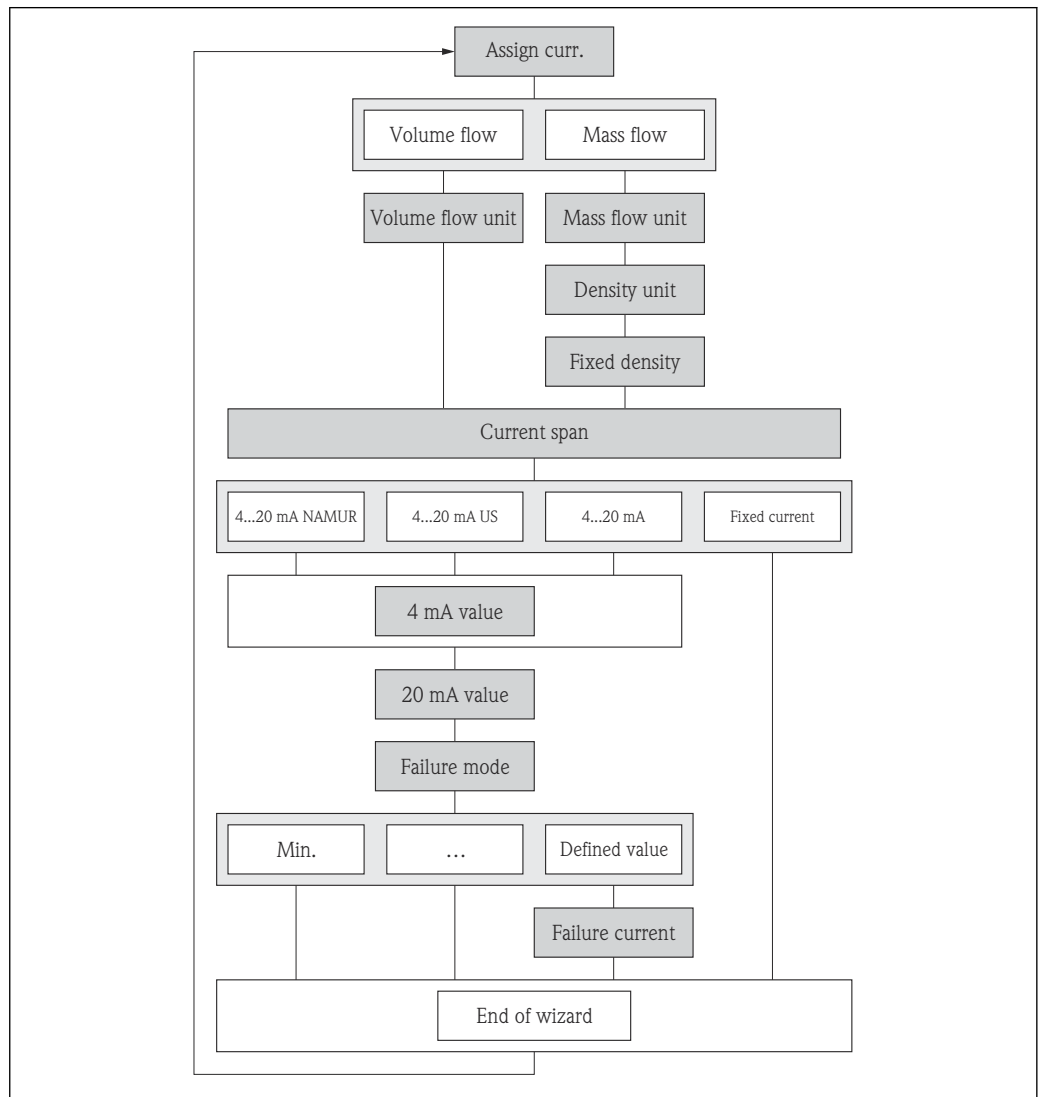 Assign curr.
Volume flow
Mass flow
Volume flow unit
Mass flow unit
Density unit
Fixed density
Current span
4...20 mA NAMUR
4...20 mA US
4...20 mA
Fixed current
4 mA value
20 mA value
Failure mode
Min.
...
Defined value
Failure current
End of wizard